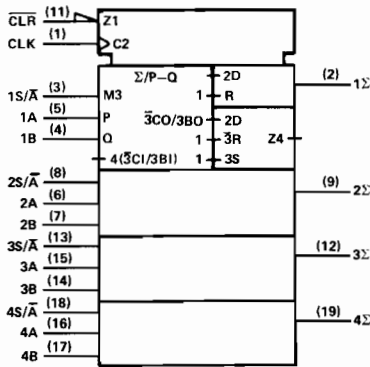 C̅L̅R̅ (11) Z1
CLK (1) C2
Σ/P–Q 2D (2) 1Σ
1S/A̅ (3) M3 1 R
1A (5) P 3̅CO/3BO 2D
1B (4) Q 1 3̅R Z4
4(3̅CI/3BI) 1 3S
2S/A̅ (8)
2A (6) (9) 2Σ
2B (7)
3S/A̅ (13)
3A (15) (12) 3Σ
3B (14)
4S/A̅ (18)
4A (16) (19) 4Σ
4B (17)